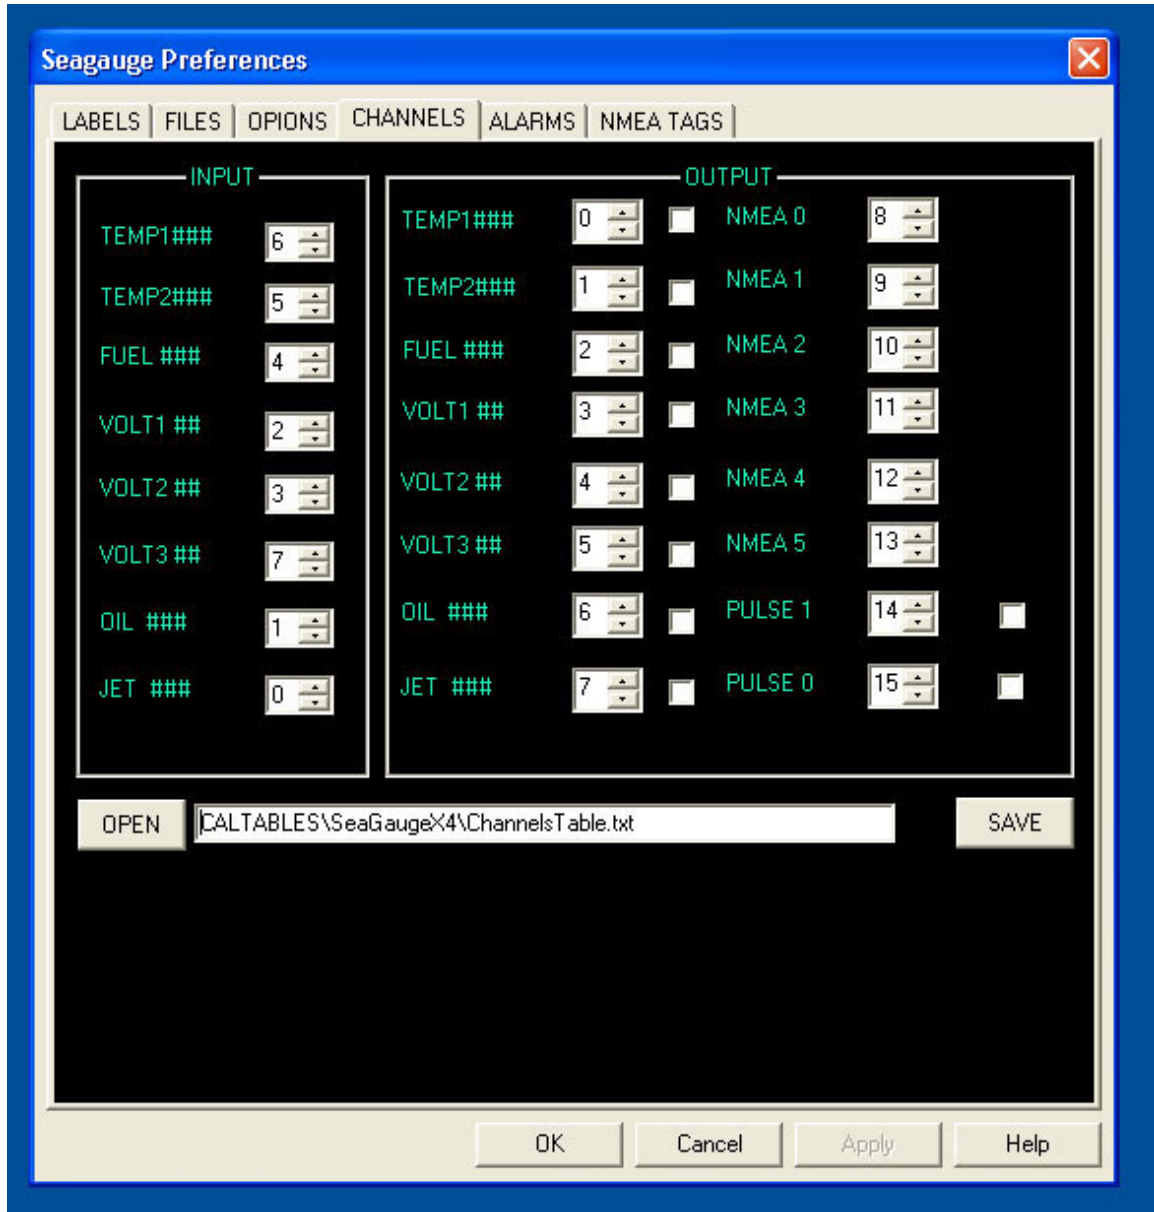 Seagauge Preferences
LABELS FILES OPIONS CHANNELS ALARMS NMEA TAGS
INPUT
TEMP1### 6
TEMP2### 5
FUEL ### 4
VOLT1 ## 2
VOLT2 ## 3
VOLT3 ## 7
OIL ### 1
JET ### 0
OUTPUT
TEMP1### 0 NMEA 0 8
TEMP2### 1 NMEA 1 9
FUEL ### 2 NMEA 2 10
VOLT1 ## 3 NMEA 3 11
VOLT2 ## 4 NMEA 4 12
VOLT3 ## 5 NMEA 5 13
OIL ### 6 PULSE 1 14
JET ### 7 PULSE 0 15
OPEN CALTABLES\SeaGaugeX4\ChannelsTable.txt SAVE
OK Cancel Apply Help